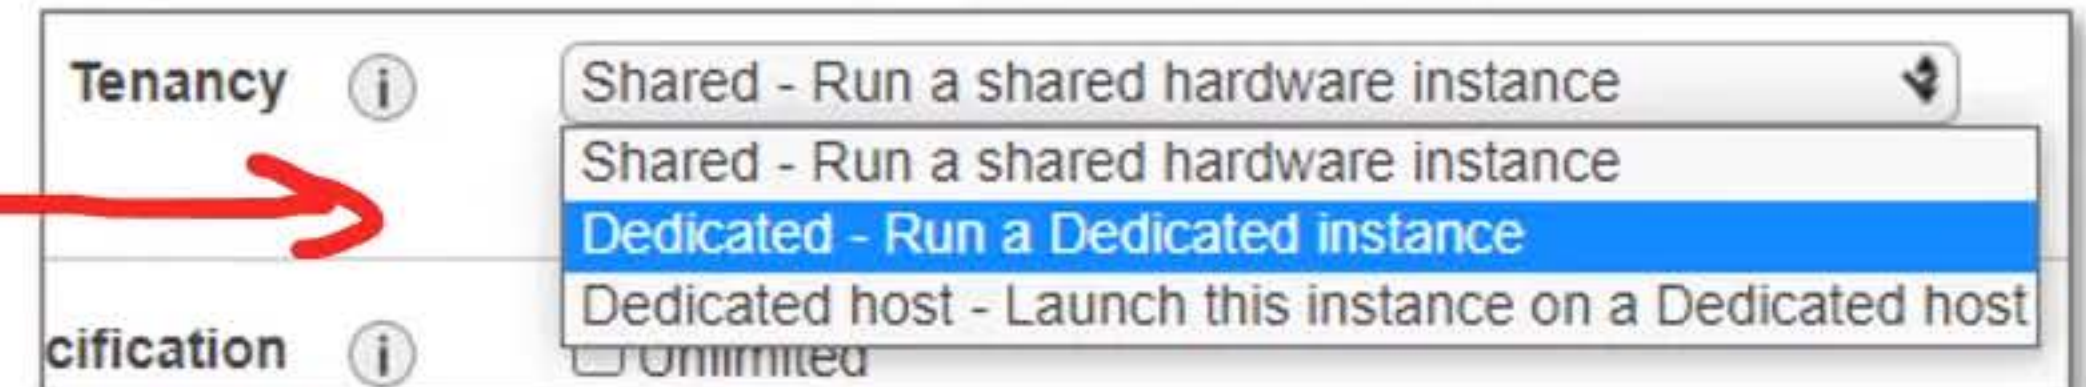 Tenancy i Shared - Run a shared hardware instance
Shared - Run a shared hardware instance
Dedicated - Run a Dedicated instance
Dedicated host - Launch this instance on a Dedicated host
cification i Unlimited